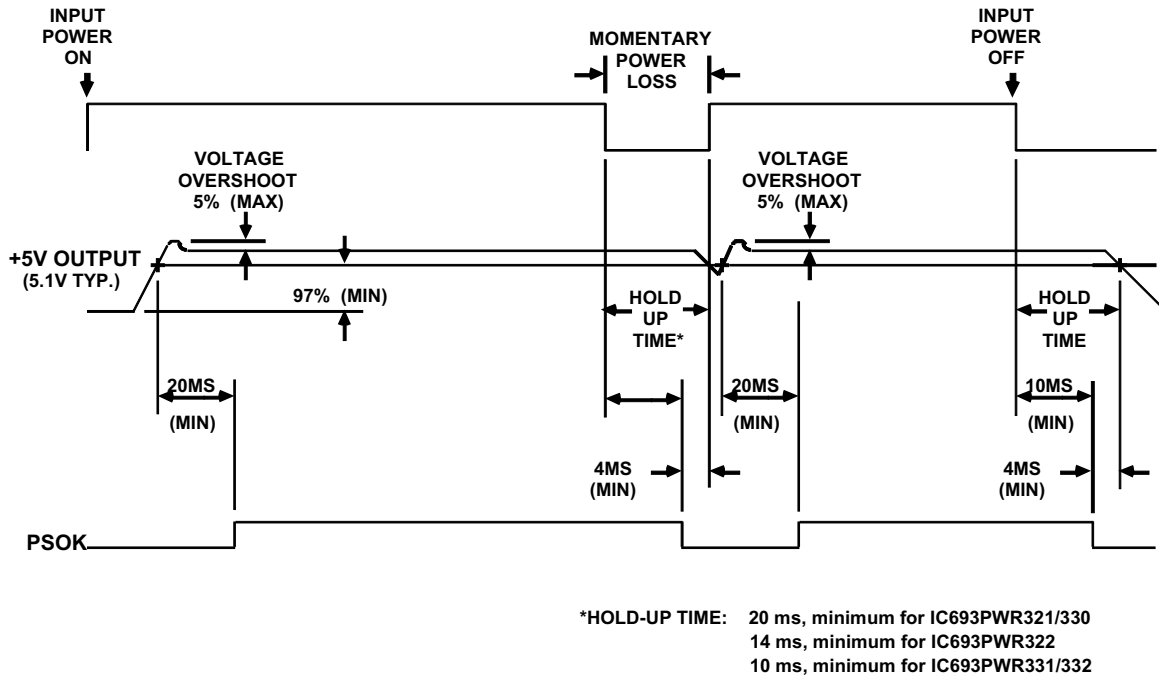 INPUT
POWER
ON
MOMENTARY
POWER
LOSS
INPUT
POWER
OFF
VOLTAGE
OVERSHOOT
5% (MAX)
VOLTAGE
OVERSHOOT
5% (MAX)
+5V OUTPUT
(5.1V TYP.)
97% (MIN)
HOLD
UP
TIME*
HOLD
UP
TIME
20MS
(MIN)
20MS
(MIN)
10MS
(MIN)
4MS
(MIN)
4MS
(MIN)
PSOK
*HOLD-UP TIME: 20 ms, minimum for IC693PWR321/330
14 ms, minimum for IC693PWR322
10 ms, minimum for IC693PWR331/332